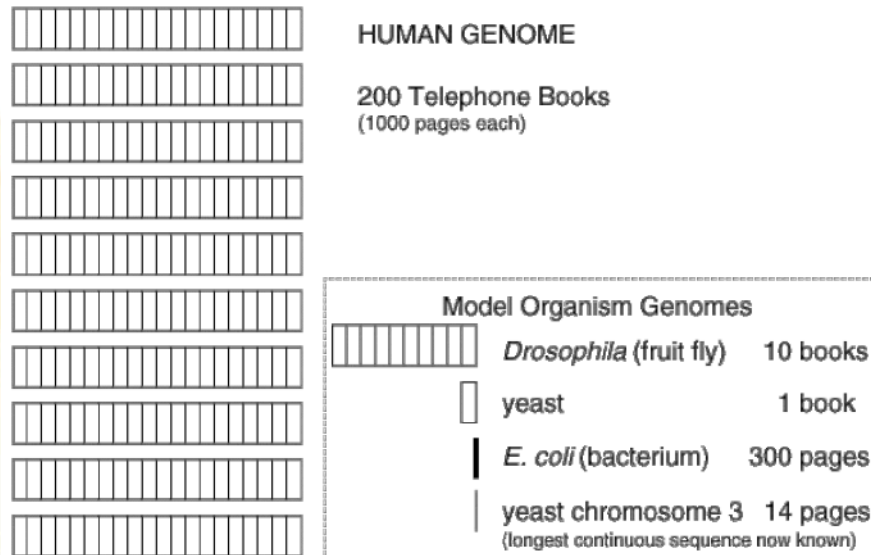 HUMAN GENOME
200 Telephone Books
(1000 pages each)
Model Organism Genomes
Drosophila (fruit fly) 10 books
yeast 1 book
E. coli (bacterium) 300 pages
yeast chromosome 3 14 pages
(longest continuous sequence now known)